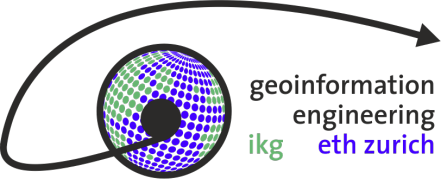 geoinformation
engineering
ikg eth zurich